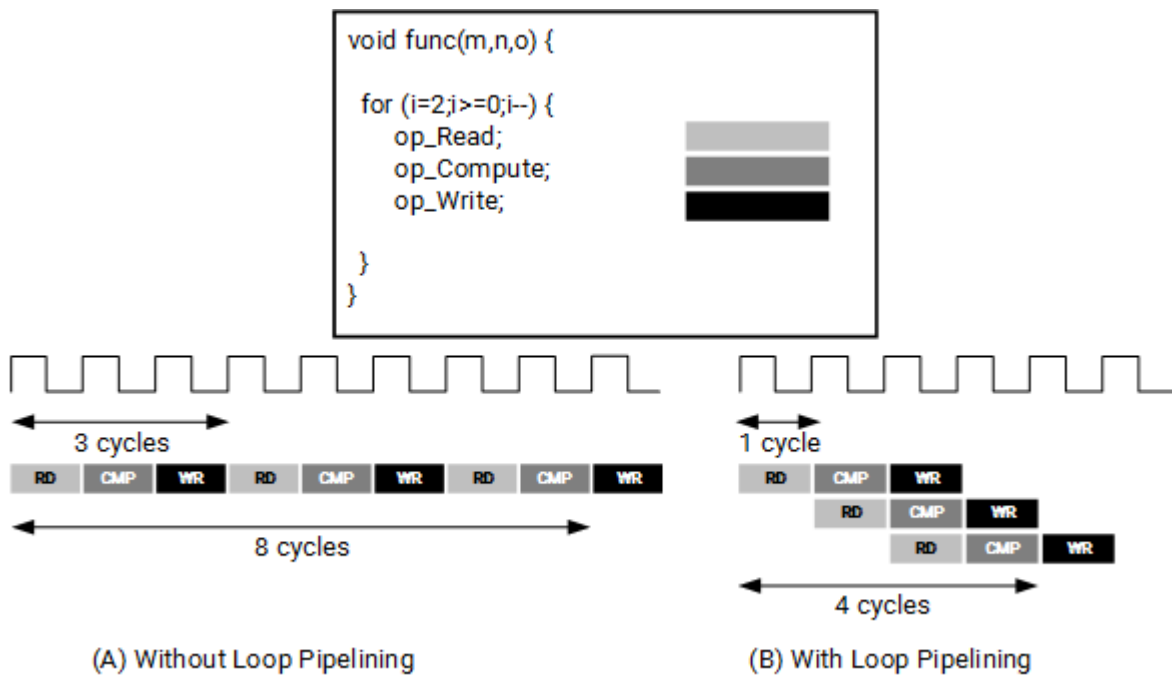 void func(m,n,o) {
for (i=2;i>=0;i--) {
op_Read;
op_Compute;
op_Write;
}
}
3 cycles
RD CMP WR RD CMP WR RD CMP WR
8 cycles
(A) Without Loop Pipelining
1 cycle
RD CMP WR
RD CMP WR
RD CMP WR
4 cycles
(B) With Loop Pipelining